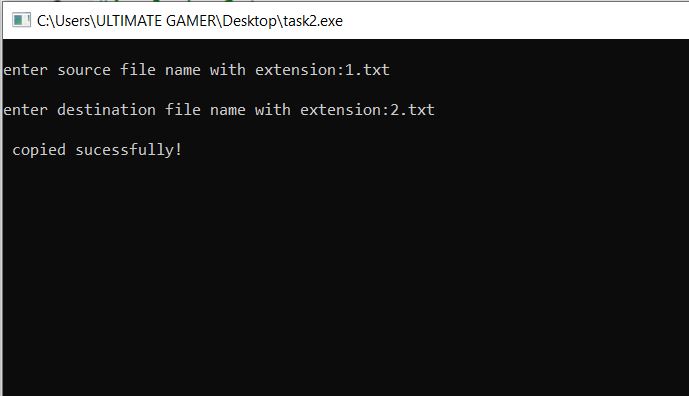 C:\Users\ULTIMATE GAMER\Desktop\task2.exe
enter source file name with extension:1.txt
enter destination file name with extension:2.txt
copied sucessfully!